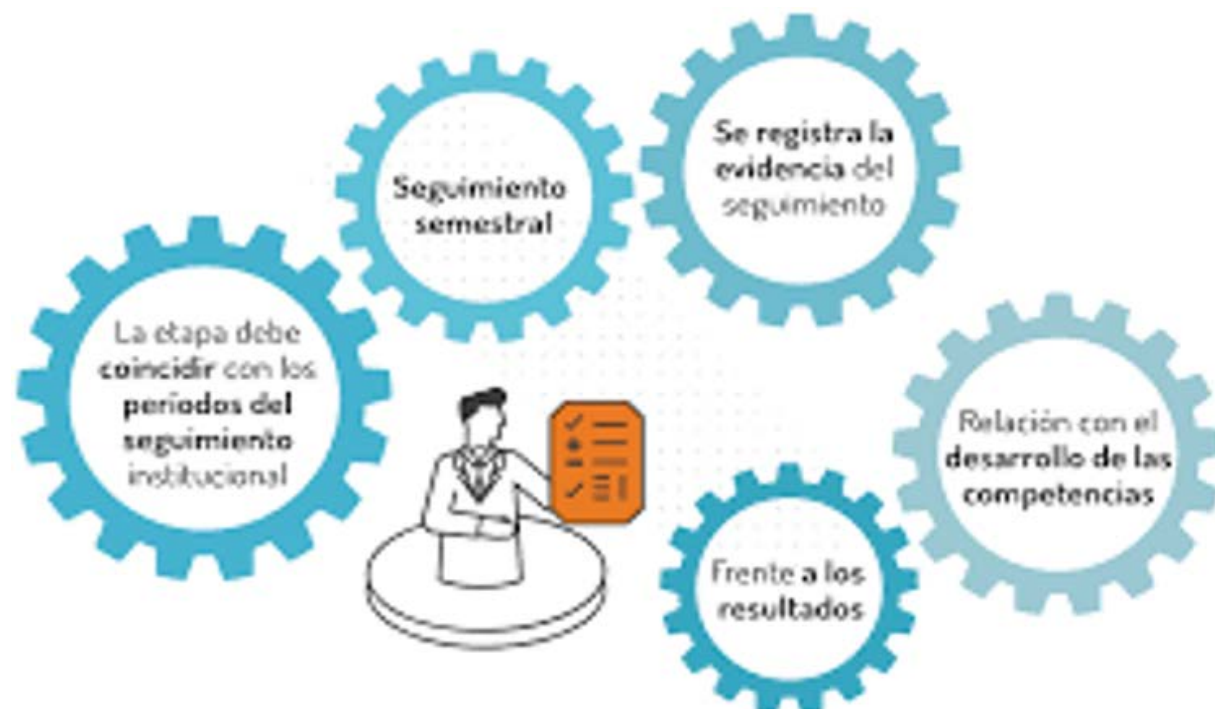 La etapa debe
coincidir con los
períodos del
seguimiento
institucional
Seguimiento
semestral
Se registra la
evidencia del
seguimiento
Relación con el
desarrollo de las
competencias
Frente a los
resultados